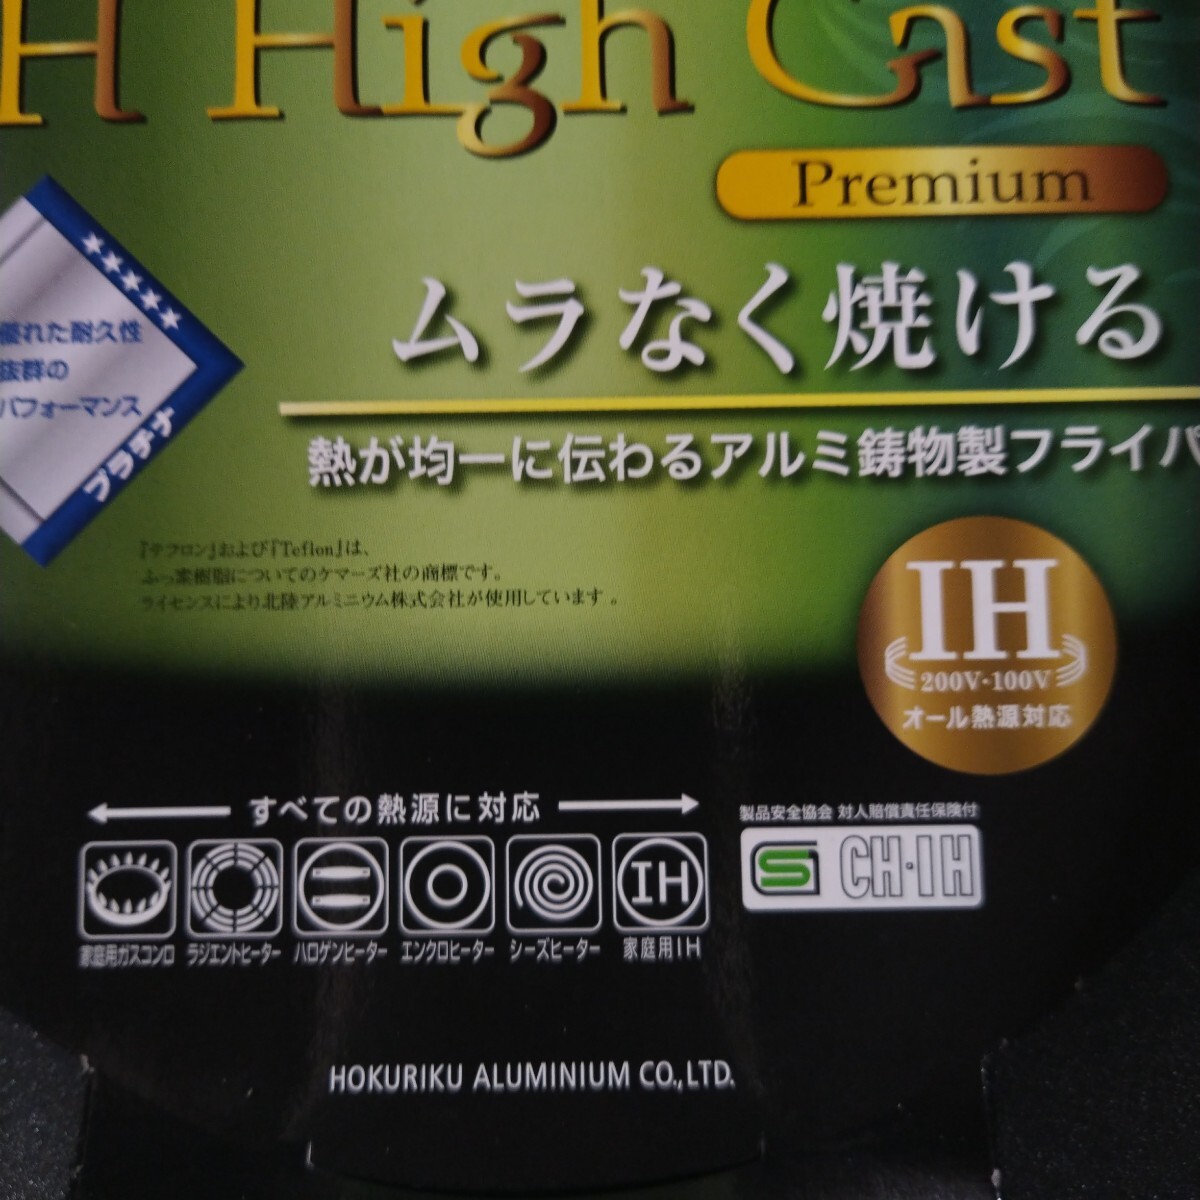 H High Cast
Premium
ムラなく焼ける
熱が均一に伝わるアルミ鋳物製フライパ
優れた耐久性
抜群の
パフォーマンス
プラチナ
『テフロン』および『Teflon』は、
ふっ素樹脂についてのケマーズ社の商標です。
ライセンスにより北陸アルミニウム株式会社が使用しています。
IH
200V・100V
オール熱源対応
すべての熱源に対応
製品安全協会 対人賠償責任保険付
S CH・IH
IH
家庭用ガスコンロ ラジエントヒーター ハロゲンヒーター エンクロヒーター シーズヒーター 家庭用IH
HOKURIKU ALUMINIUM CO.,LTD.